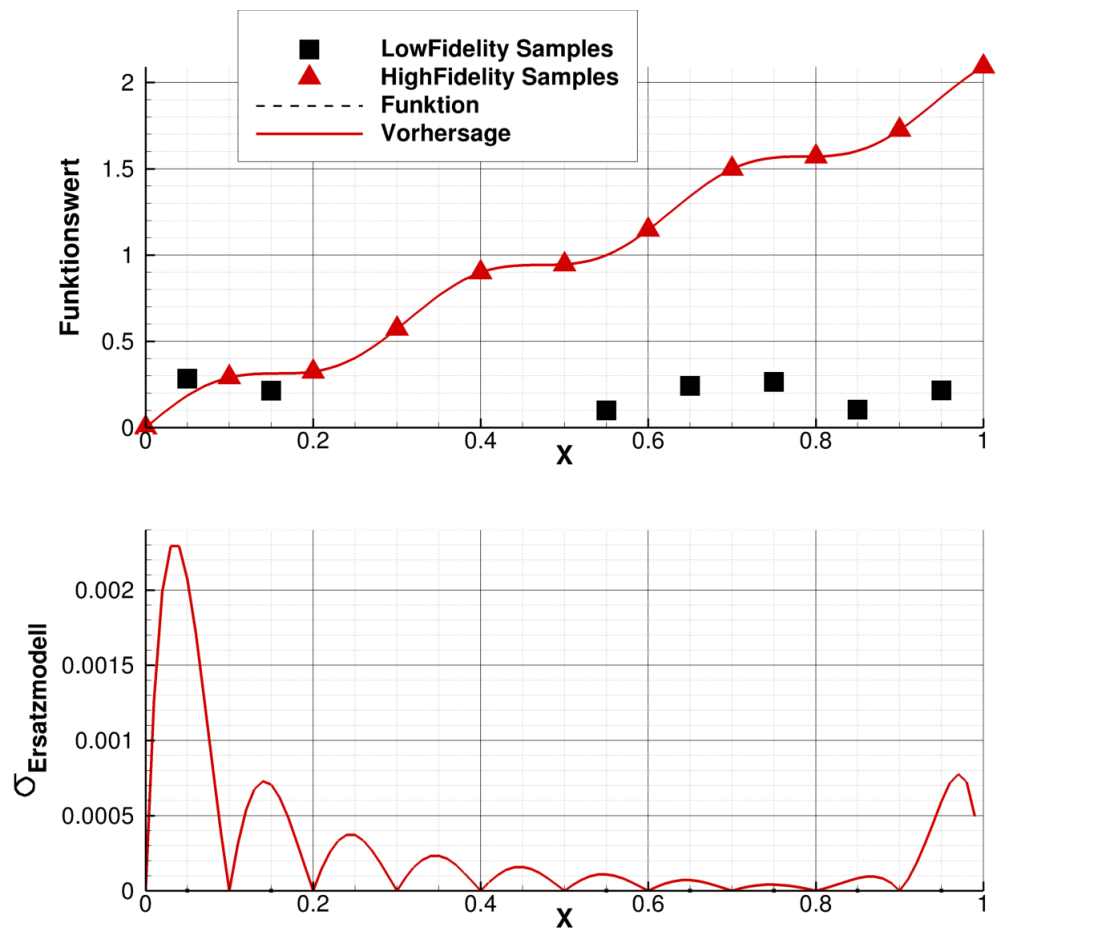 LowFidelity Samples
HighFidelity Samples
Funktion
Vorhersage
Funktionswert
2
1.5
1
0.5
0
0 0.2 0.4 0.6 0.8 1
X
σErsatzmodell
0.002
0.0015
0.001
0.0005
0
0 0.2 0.4 0.6 0.8 1
X